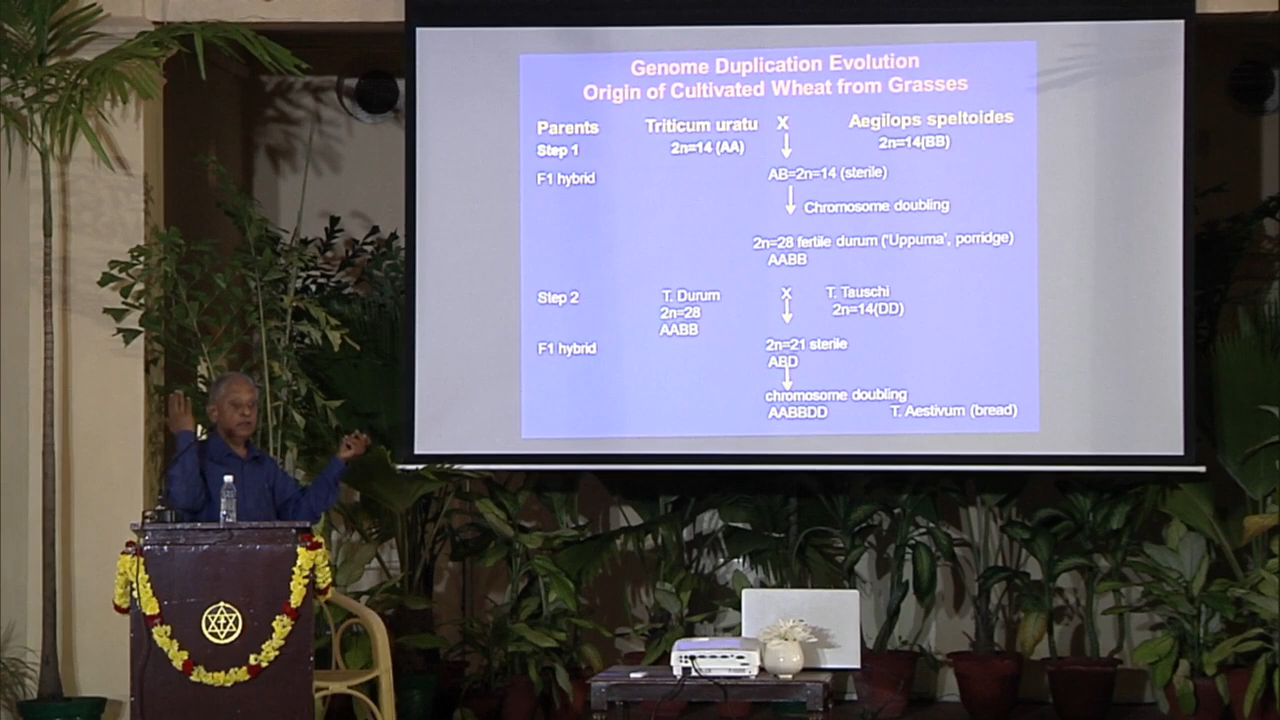 Genome Duplication Evolution
Origin of Cultivated Wheat from Grasses
Parents Triticum uratu X Aegilops speltoides
Step 1 2n=14 (AA) 2n=14(BB)
F1 hybrid AB=2n=14 (sterile)
Chromosome doubling
2n=28 fertile durum ('Uppuma', porridge)
AABB
Step 2 T. Durum X T. Tauschi
2n=28 2n=14(DD)
AABB
F1 hybrid 2n=21 sterile
ABD
chromosome doubling
AABBDD T. Aestivum (bread)